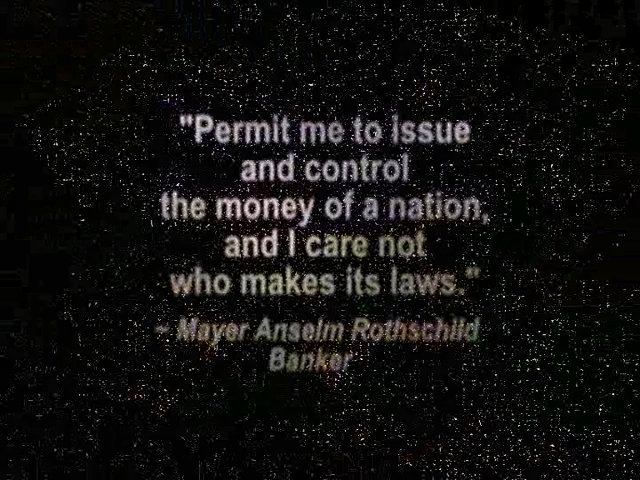 "Permit me to issue
and control
the money of a nation,
and I care not
who makes its laws."
~ Mayer Anselm Rothschild
Banker